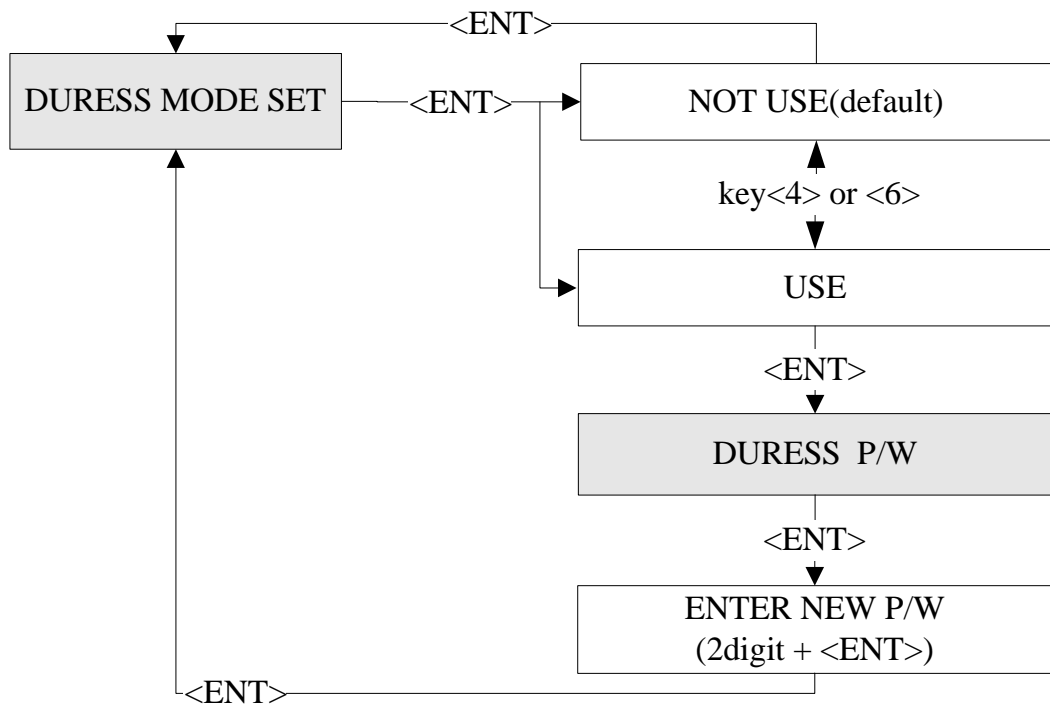 <ENT>
DURESS MODE SET
<ENT>
NOT USE(default)
key<4> or <6>
USE
<ENT>
DURESS P/W
<ENT>
ENTER NEW P/W
(2digit + <ENT>)
<ENT>